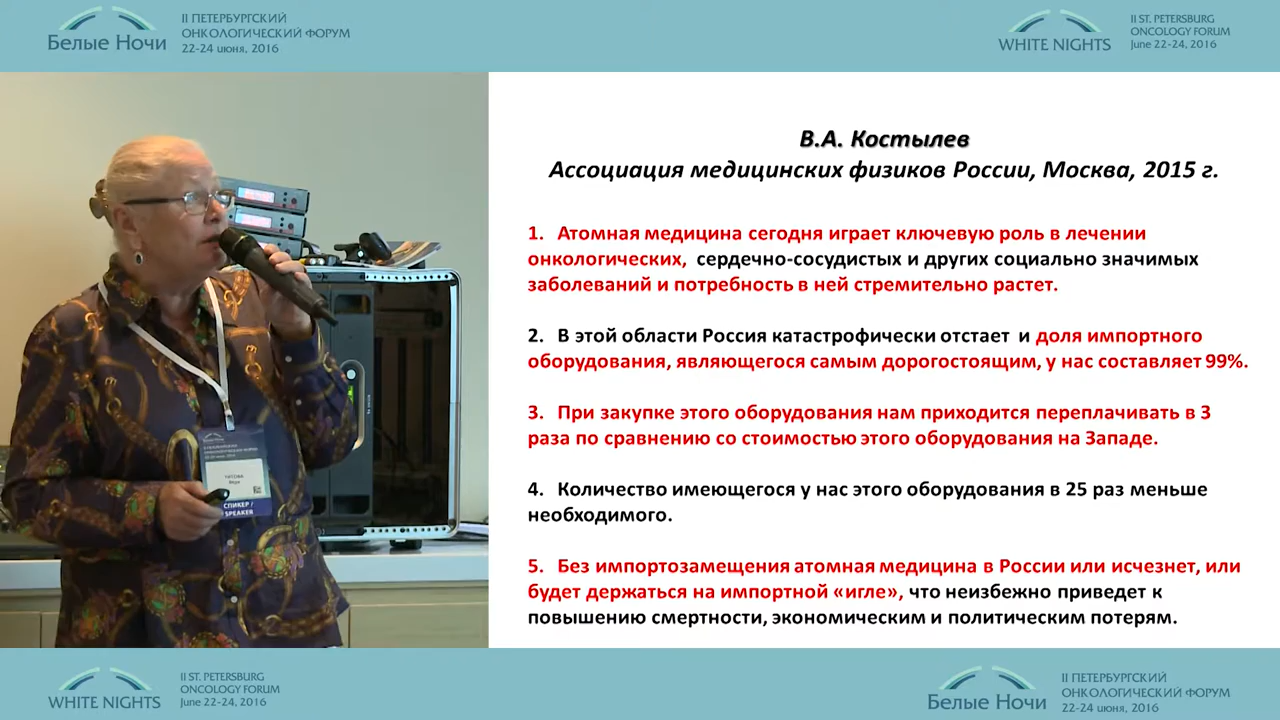 II ПЕТЕРБУРГСКИЙ
ОНКОЛОГИЧЕСКИЙ ФОРУМ
22-24 июня, 2016
Белые Ночи
II ST. PETERSBURG
ONCOLOGY FORUM
June 22-24, 2016
WHITE NIGHTS
В.А. Костылев
Ассоциация медицинских физиков России, Москва, 2015 г.
1. Атомная медицина сегодня играет ключевую роль в лечении
онкологических, сердечно-сосудистых и других социально значимых
заболеваний и потребность в ней стремительно растет.
2. В этой области Россия катастрофически отстает и доля импортного
оборудования, являющегося самым дорогостоящим, у нас составляет 99%.
3. При закупке этого оборудования нам приходится переплачивать в 3
раза по сравнению со стоимостью этого оборудования на Западе.
4. Количество имеющегося у нас этого оборудования в 25 раз меньше
необходимого.
5. Без импортозамещения атомная медицина в России или исчезнет, или
будет держаться на импортной «игле», что неизбежно приведет к
повышению смертности, экономическим и политическим потерям.
СПИКЕР /
SPEAKER
II ST. PETERSBURG
ONCOLOGY FORUM
June 22-24, 2016
WHITE NIGHTS
II ПЕТЕРБУРГСКИЙ
ОНКОЛОГИЧЕСКИЙ ФОРУМ
22-24 июня, 2016
Белые Ночи